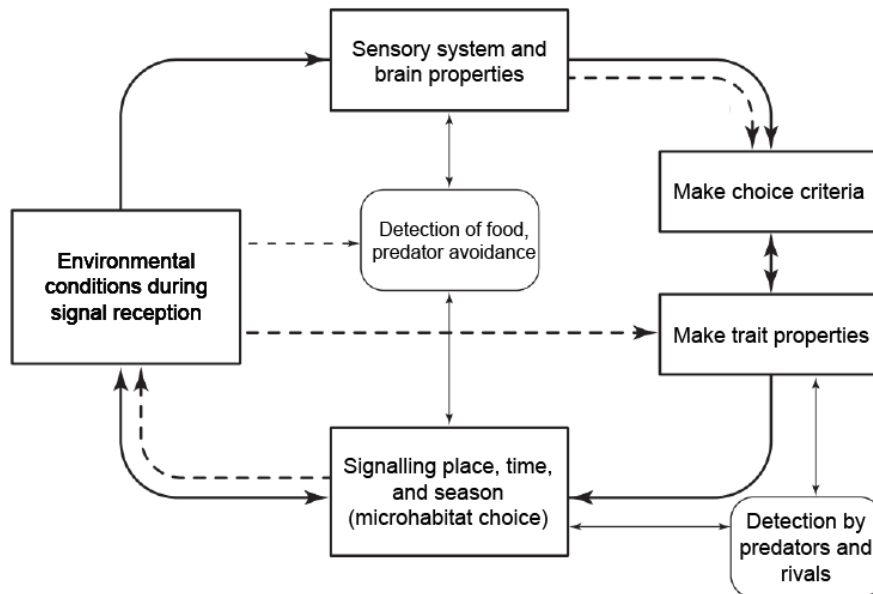 Sensory system and
brain properties
Make choice criteria
Detection of food,
predator avoidance
Environmental
conditions during
signal reception
Make trait properties
Signalling place, time,
and season
(microhabitat choice)
Detection by
predators and
rivals